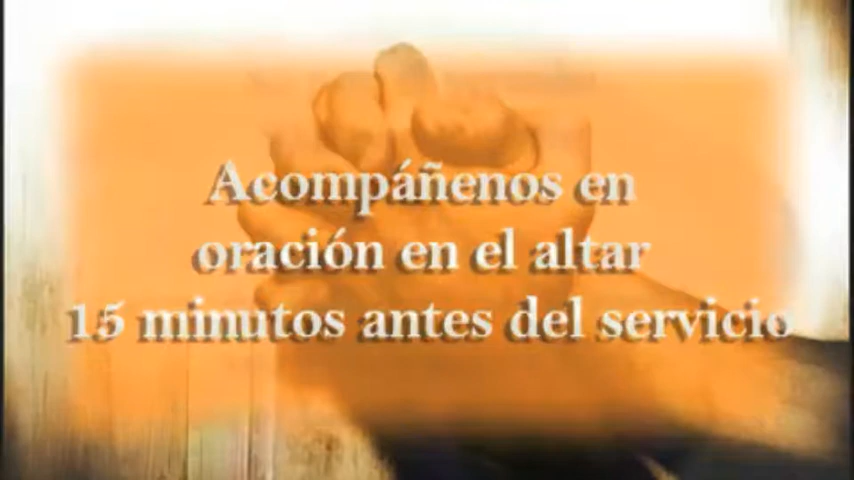 Acompáñenos en
oración en el altar
15 minutos antes del servicio